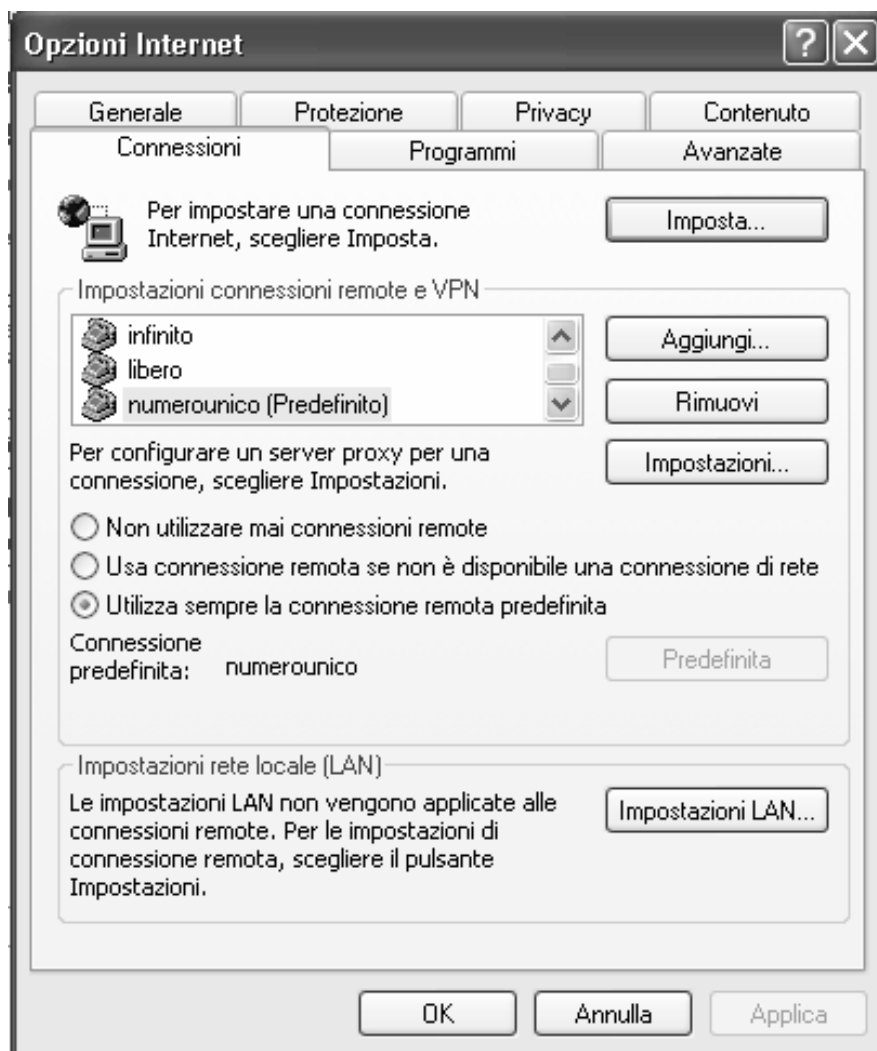 Opzioni Internet
Generale
Protezione
Privacy
Contenuto
Connessioni
Programmi
Avanzate
Per impostare una connessione
Internet, scegliere Imposta.
Imposta...
Impostazioni connessioni remote e VPN
infinito
libero
numerounico (Predefinito)
Aggiungi...
Rimuovi
Per configurare un server proxy per una
connessione, scegliere Impostazioni.
Impostazioni...
Non utilizzare mai connessioni remote
Usa connessione remota se non è disponibile una connessione di rete
Utilizza sempre la connessione remota predefinita
Connessione
predefinita: numerounico
Predefinita
Impostazioni rete locale (LAN)
Le impostazioni LAN non vengono applicate alle
connessioni remote. Per le impostazioni di
connessione remota, scegliere il pulsante
Impostazioni.
Impostazioni LAN...
OK
Annulla
Applica